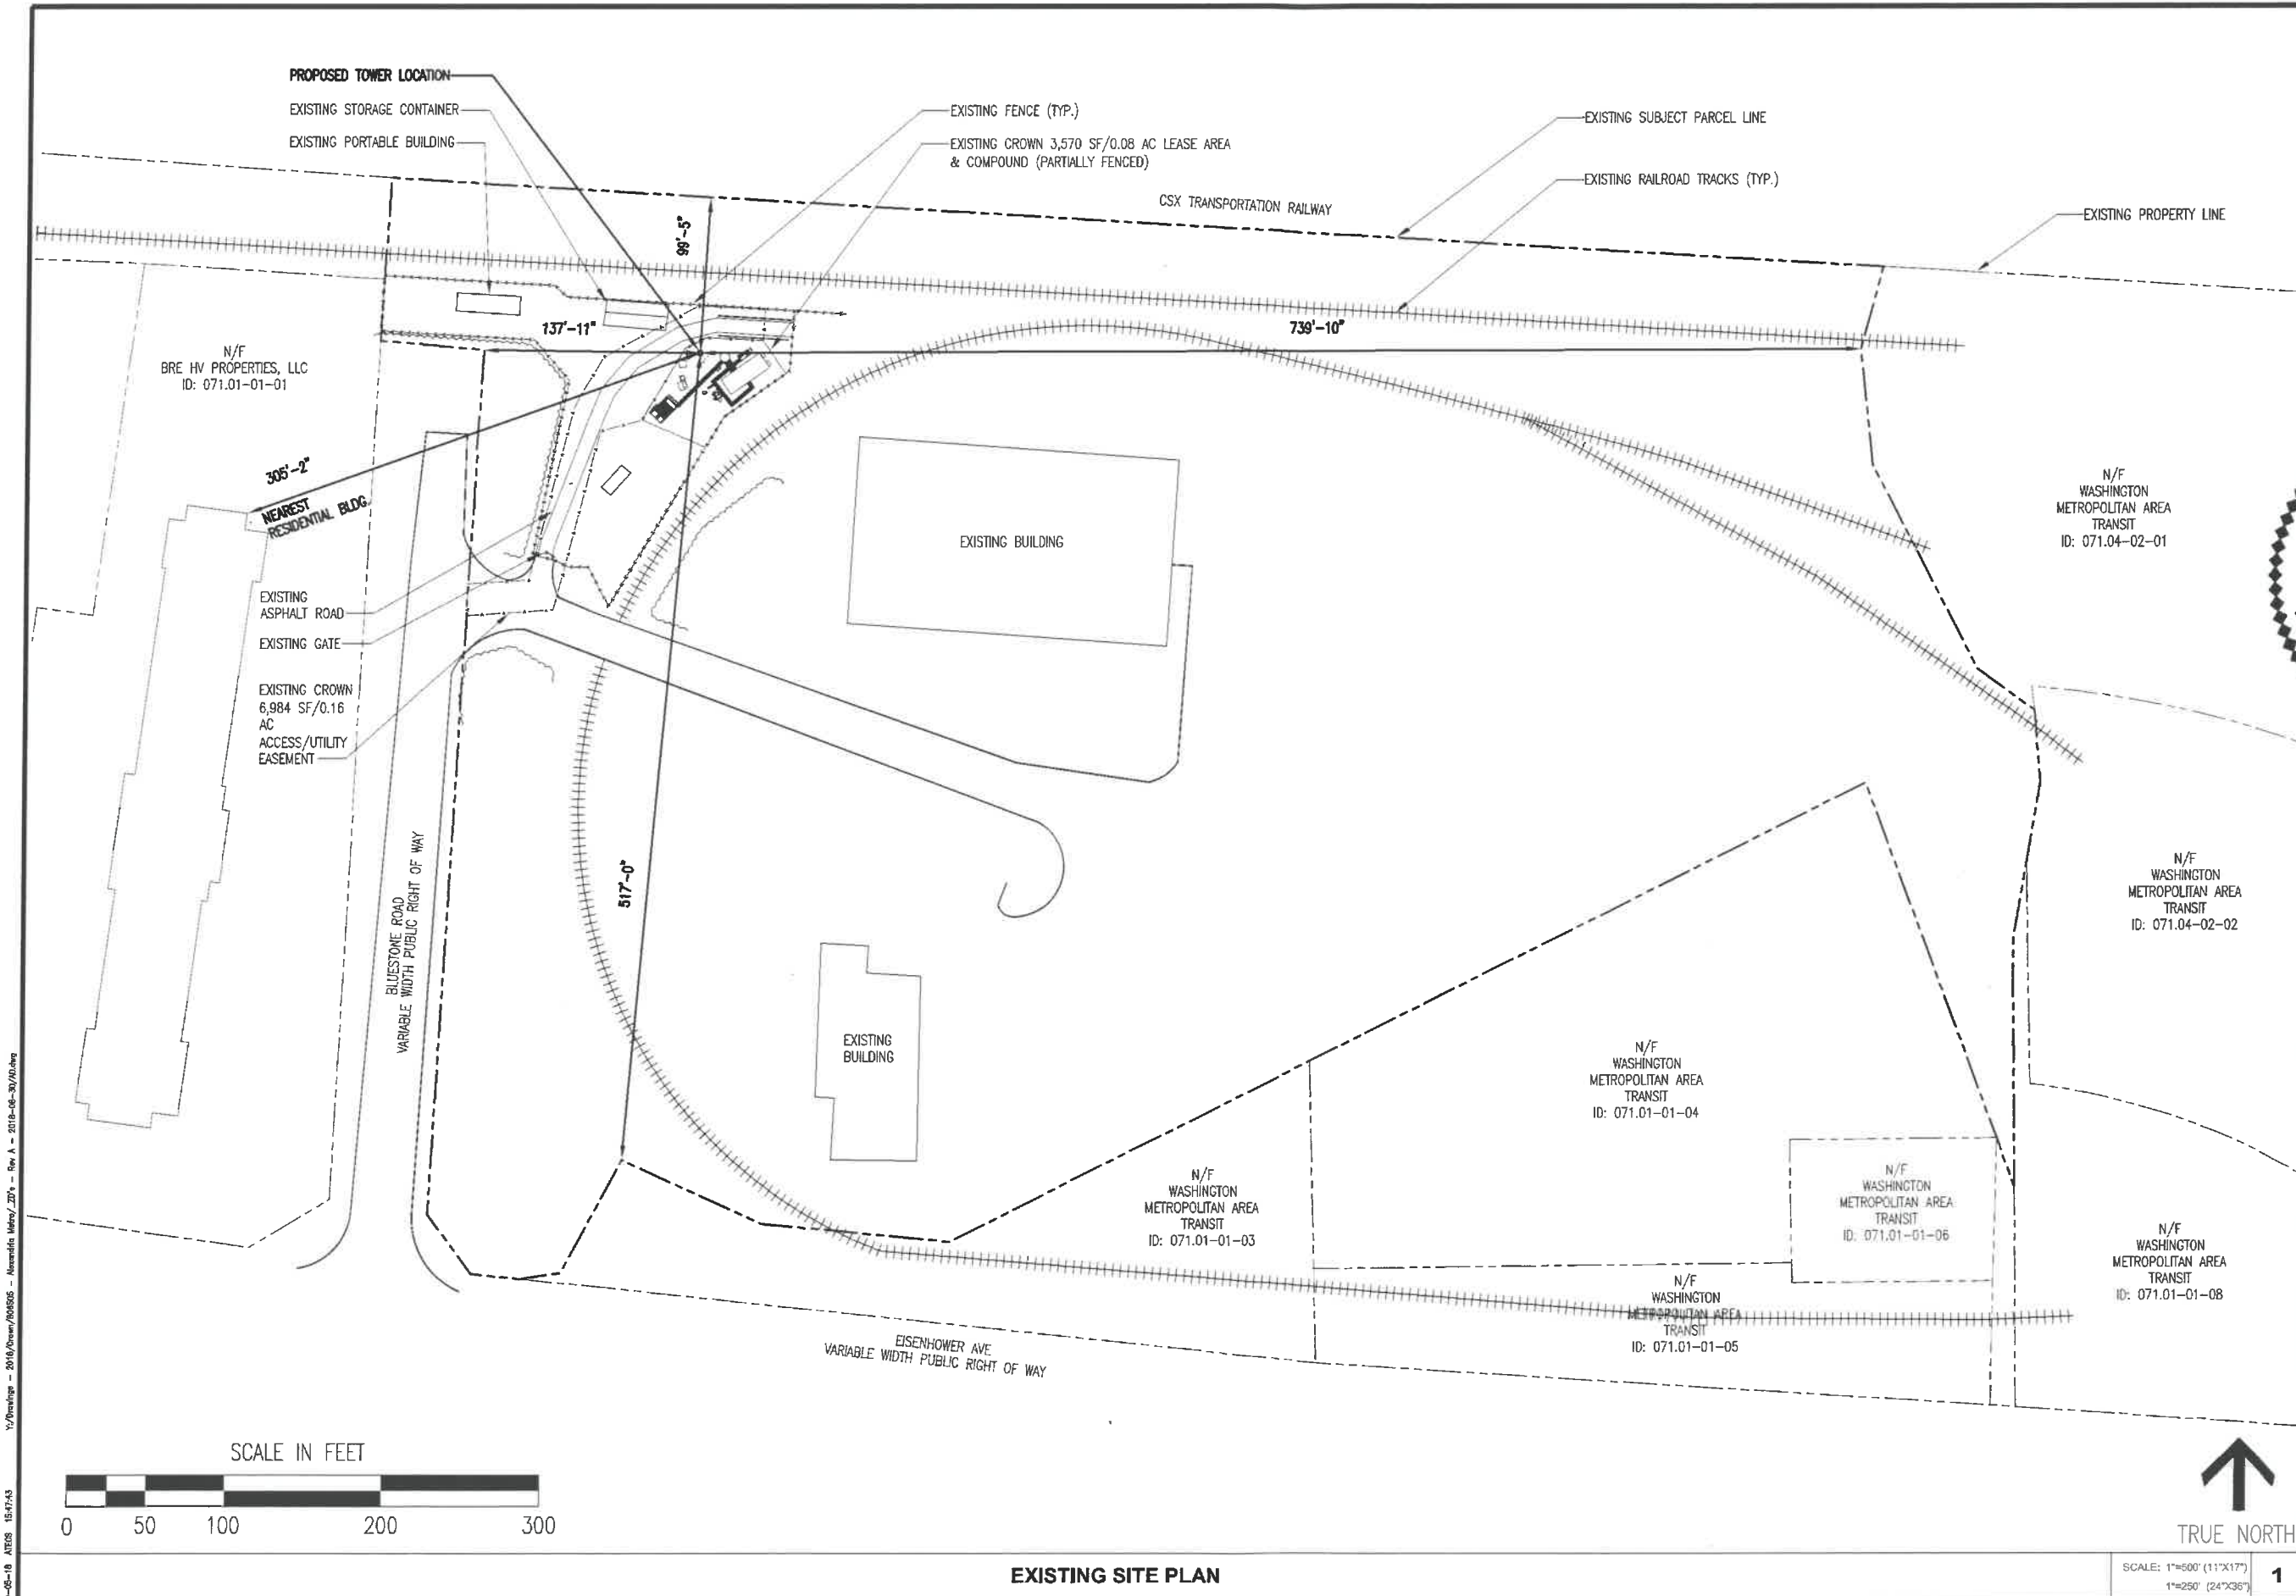 PROPOSED TOWER LOCATION
EXISTING STORAGE CONTAINER
EXISTING PORTABLE BUILDING
EXISTING FENCE (TYP.)
EXISTING CROWN 3,570 SF/0.08 AC LEASE AREA
& COMPOUND (PARTIALLY FENCED)
EXISTING SUBJECT PARCEL LINE
EXISTING RAILROAD TRACKS (TYP.)
EXISTING PROPERTY LINE
CSX TRANSPORTATION RAILWAY
99'-5"
137'-11"
739'-10"
N/F
BRE HV PROPERTIES, LLC
ID: 071.01-01-01
305'-2"
NEAREST
RESIDENTIAL BLDG.
EXISTING BUILDING
N/F
WASHINGTON
METROPOLITAN AREA
TRANSIT
ID: 071.04-02-01
EXISTING
ASPHALT ROAD
EXISTING GATE
EXISTING CROWN
6,984 SF/0.16
AC
ACCESS/UTILITY
EASEMENT
BLUESTONE ROAD
VARIABLE WIDTH PUBLIC RIGHT OF WAY
517'-0"
N/F
WASHINGTON
METROPOLITAN AREA
TRANSIT
ID: 071.04-02-02
EXISTING
BUILDING
N/F
WASHINGTON
METROPOLITAN AREA
TRANSIT
ID: 071.01-01-04
N/F
WASHINGTON
METROPOLITAN AREA
TRANSIT
ID: 071.01-01-03
N/F
WASHINGTON
METROPOLITAN AREA
TRANSIT
ID: 071.01-01-06
N/F
WASHINGTON
METROPOLITAN AREA
TRANSIT
ID: 071.01-01-08
N/F
WASHINGTON
METROPOLITAN AREA
TRANSIT
ID: 071.01-01-05
EISENHOWER AVE
VARIABLE WIDTH PUBLIC RIGHT OF WAY
SCALE IN FEET
0 50 100 200 300
TRUE NORTH
EXISTING SITE PLAN
SCALE: 1"=500' (11"X17")
1"=250' (24"X36")
1
15:47:43